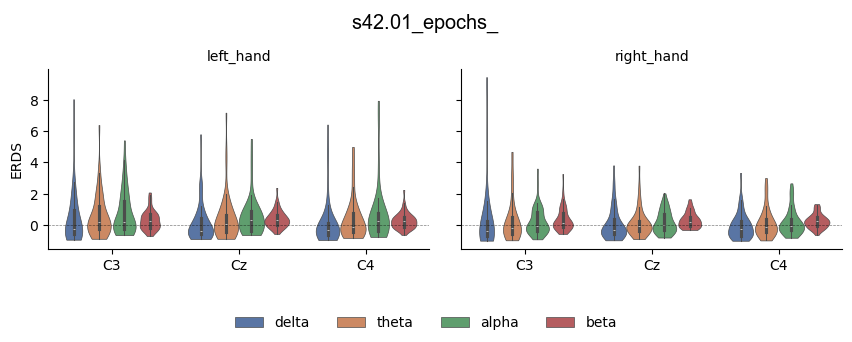 s42.01_epochs_
left_hand
right_hand
ERDS
8
6
4
2
0
C3
Cz
C4
C3
Cz
C4
delta
theta
alpha
beta